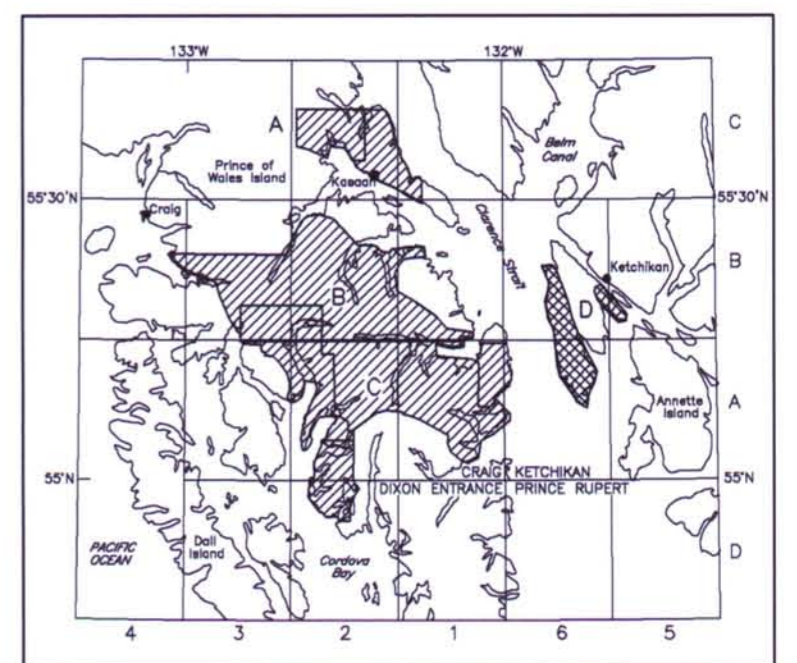 133°W
132°W
A
C
Behm
Canal
Prince of
Wales Island
Kasaan
55°30'N
55°30'N
Craig
Clarence Strait
B
Ketchikan
B
D
C
A
Annette
Island
55°N
CRAIG KETCHIKAN
55°N
DIXON ENTRANCE PRINCE RUPERT
PACIFIC
OCEAN
Dall
Island
Cordova
Bay
D
4
3
2
1
6
5